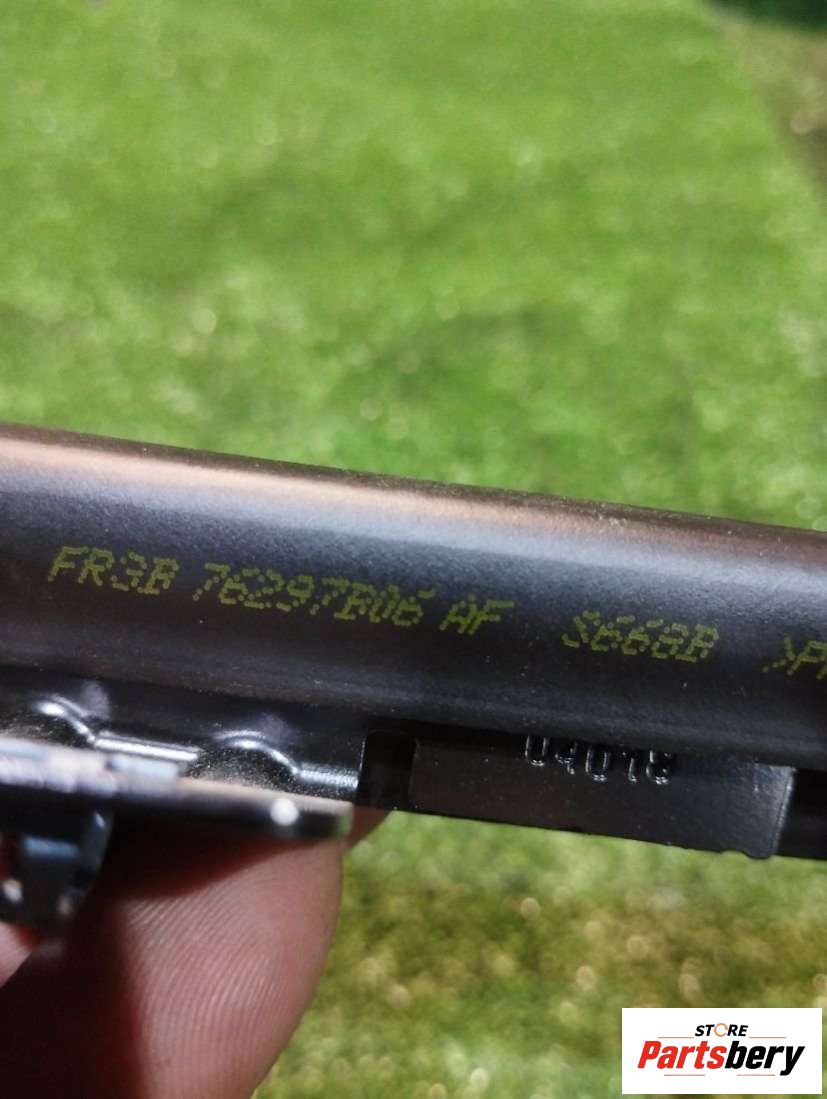 FR3B 76297B06 AF S668B >P
04018
STORE
Partsbery